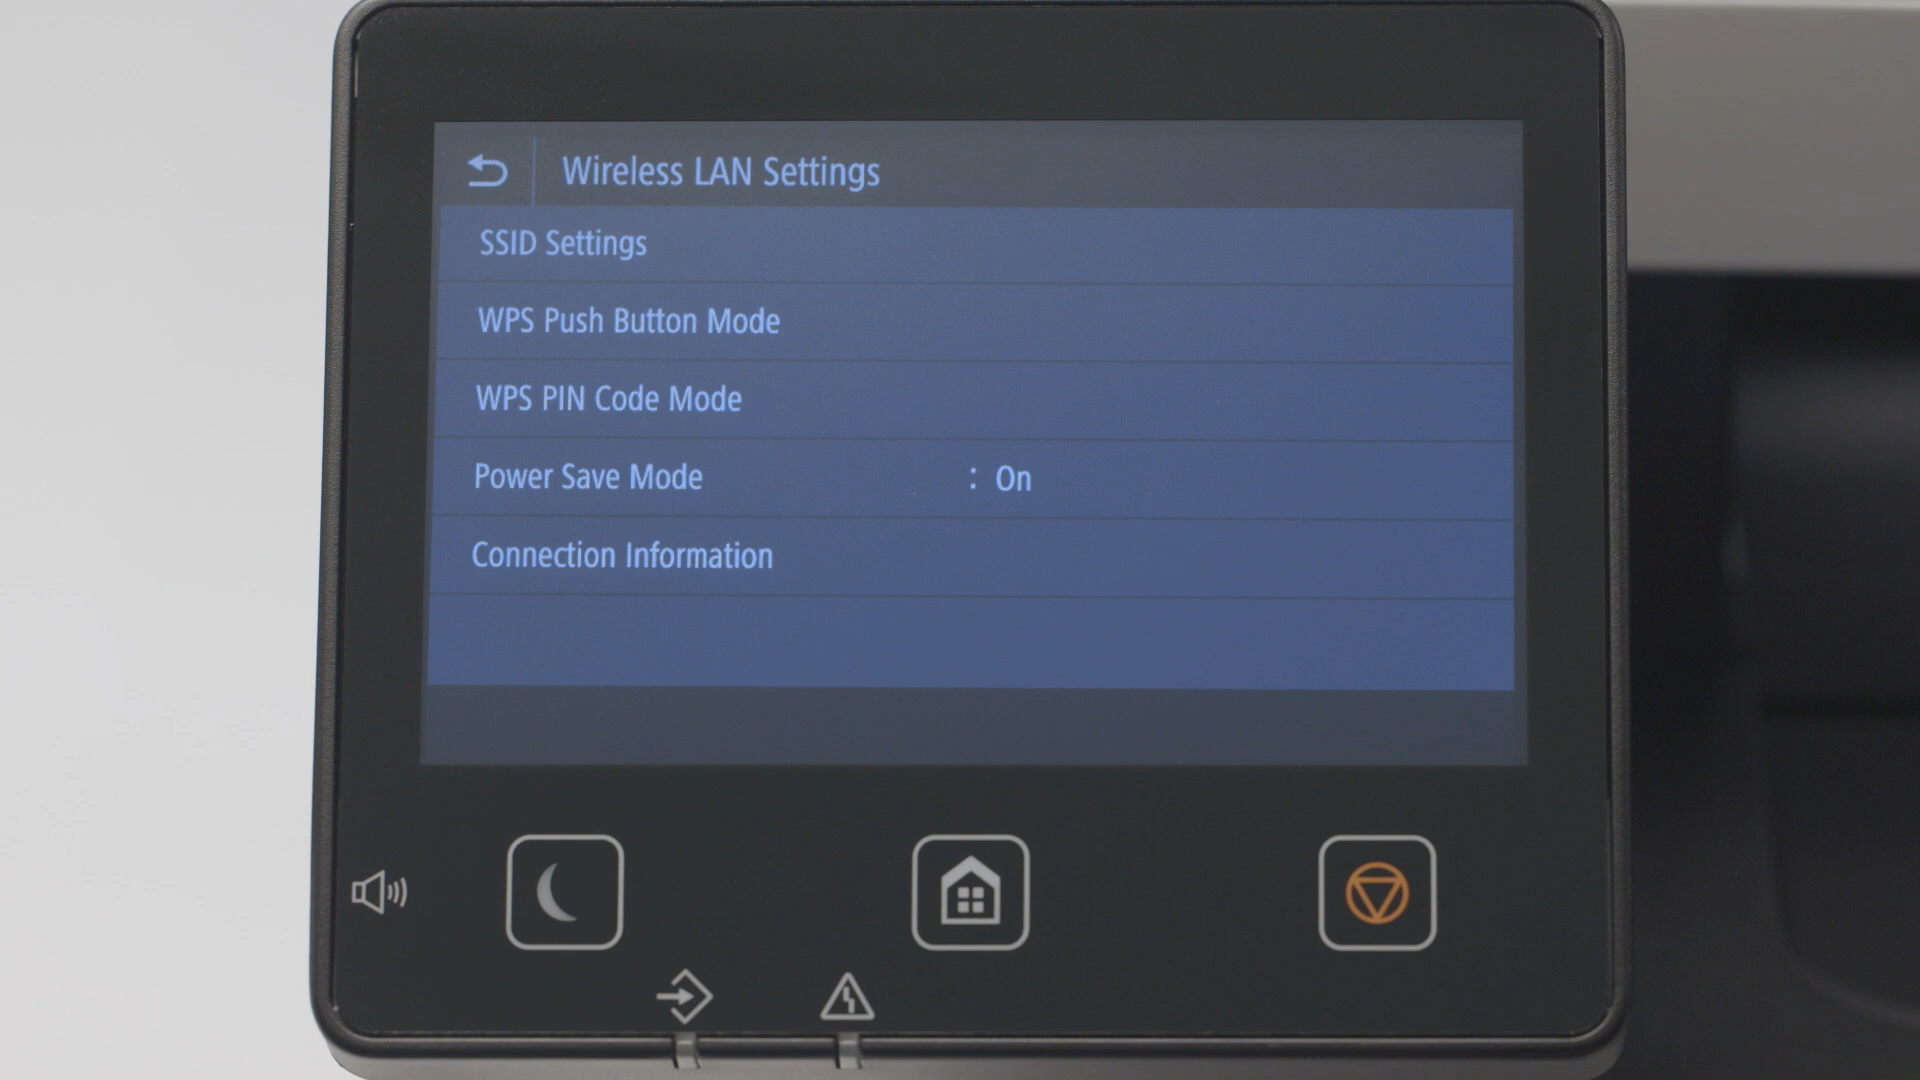 Wireless LAN Settings
SSID Settings
WPS Push Button Mode
WPS PIN Code Mode
Power Save Mode : On
Connection Information